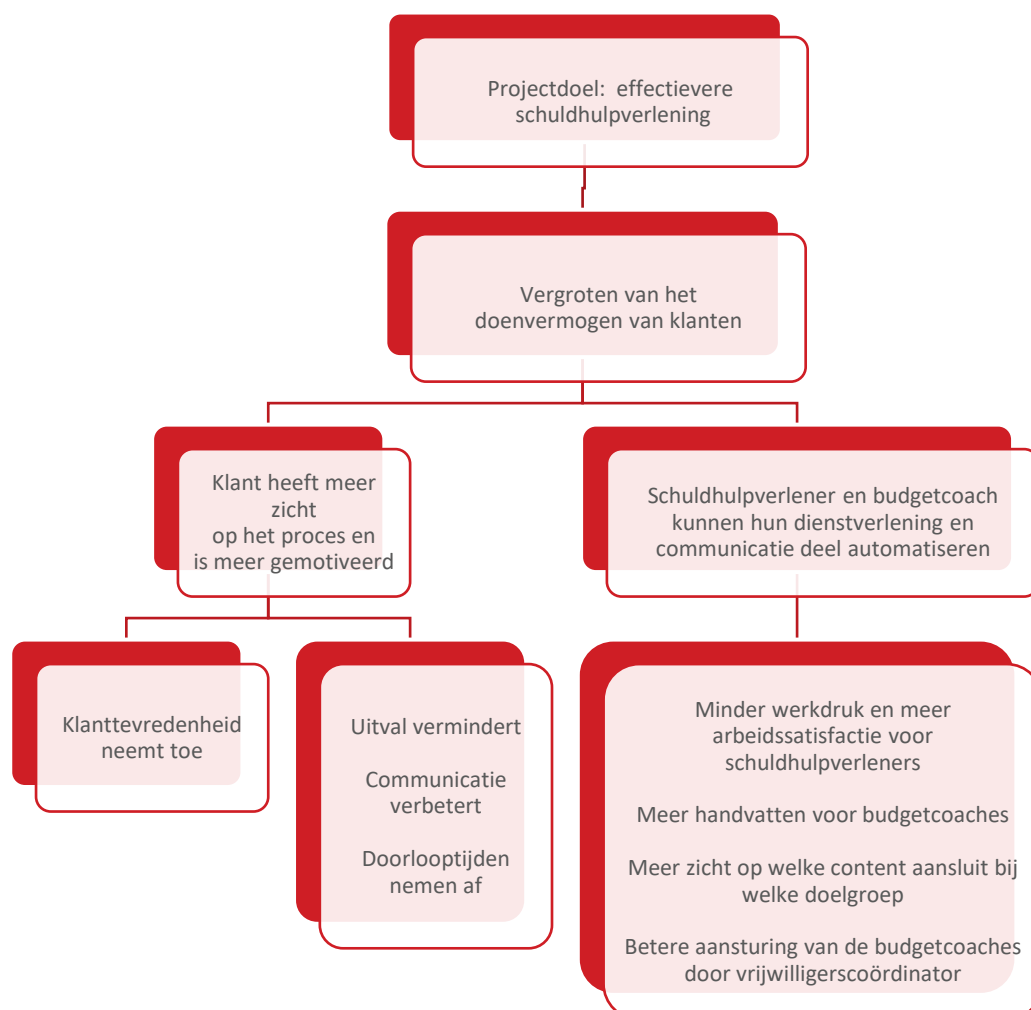 Projectdoel: effectievere
schuldhulpverlening
Vergroten van het
doenvermogen van klanten
Klant heeft meer
zicht
op het proces en
is meer gemotiveerd
Schuldhulpverlener en budgetcoach
kunnen hun dienstverlening en
communicatie deel automatiseren
Klanttevredenheid
neemt toe
Uitval vermindert
Communicatie
verbetert
Doorlooptijden
nemen af
Minder werkdruk en meer
arbeidssatisfactie voor
schuldhulpverleners
Meer handvatten voor budgetcoaches
Meer zicht op welke content aansluit bij
welke doelgroep
Betere aansturing van de budgetcoaches
door vrijwilligerscoördinator